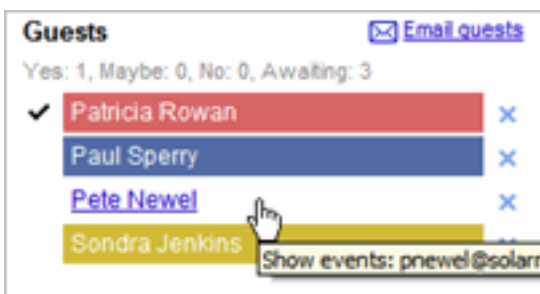 Guests Email guests
Yes: 1, Maybe: 0, No: 0, Awaiting: 3
Patricia Rowan
Paul Sperry
Pete Newel
Sondra Jenkins
Show events: pnewel@solarr